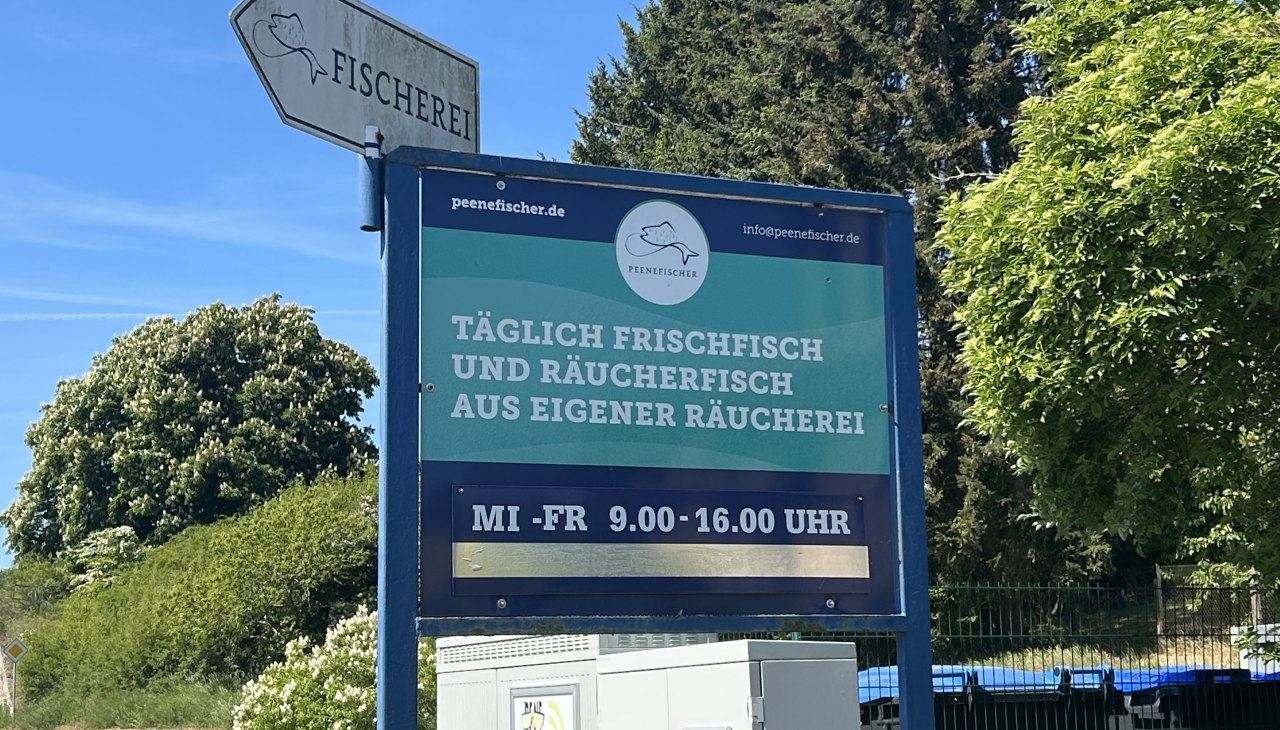 FISCHEREI
peenefischer.de
info@peenefischer.de
PEENEFISCHER
TÄGLICH FRISCHFISCH
UND RÄUCHERFISCH
AUS EIGENER RÄUCHEREI
MI -FR 9.00-16.00 UHR